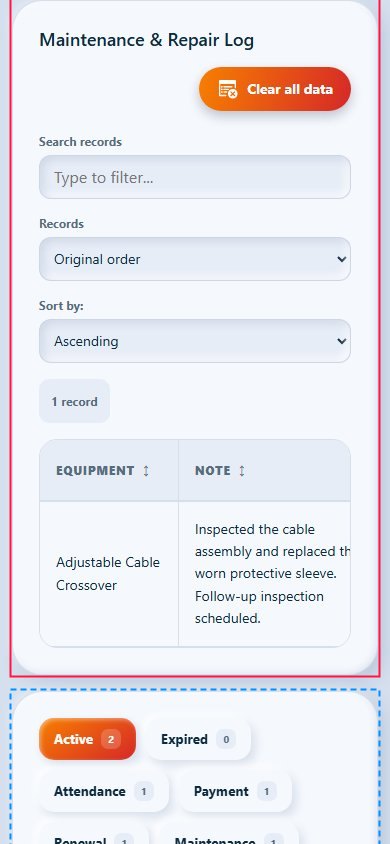 Maintenance & Repair Log
Clear all data
Search records
Type to filter...
Records
Original order
Sort by:
Ascending
1 record
EQUIPMENT ↕ NOTE ↕
Adjustable Cable
Crossover
Inspected the cable
assembly and replaced th
worn protective sleeve.
Follow-up inspection
scheduled.
Active 2 Expired 0
Attendance 1 Payment 1
Renewal 1 Maintenance 1